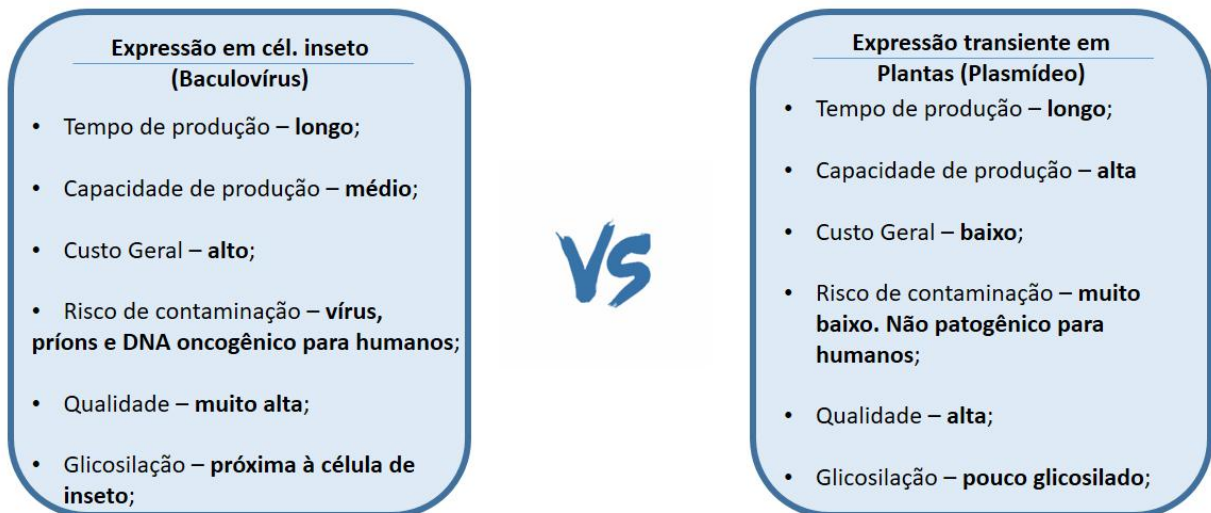 Expressão em cél. inseto
(Baculovírus)
• Tempo de produção – longo;
• Capacidade de produção – médio;
• Custo Geral – alto;
• Risco de contaminação – vírus,
príons e DNA oncogênico para humanos;
• Qualidade – muito alta;
• Glicosilação – próxima à célula de
inseto;
VS
Expressão transiente em
Plantas (Plasmídeo)
• Tempo de produção – longo;
• Capacidade de produção – alta
• Custo Geral – baixo;
• Risco de contaminação – muito
baixo. Não patogênico para
humanos;
• Qualidade – alta;
• Glicosilação – pouco glicosilado;